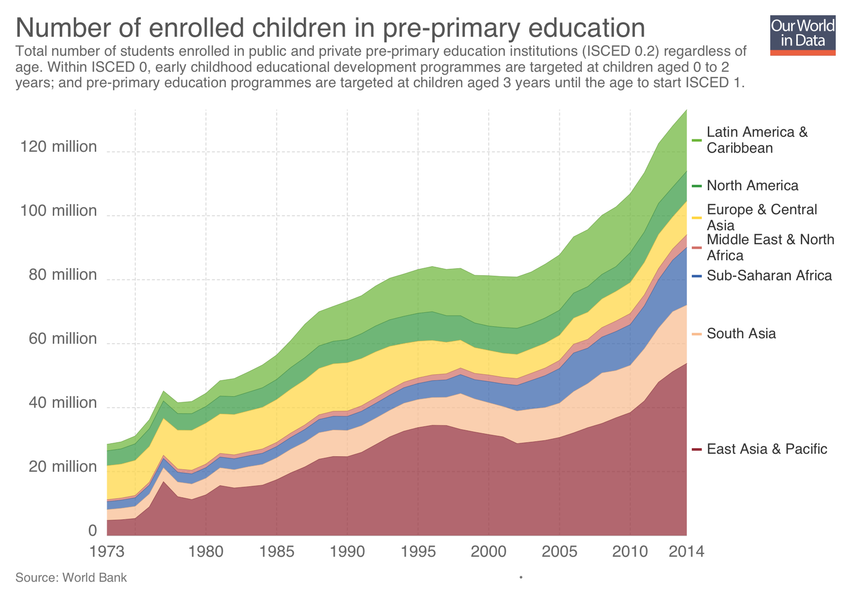 Number of enrolled children in pre-primary education
Our World
in Data
Total number of students enrolled in public and private pre-primary education institutions (ISCED 0.2) regardless of
age. Within ISCED 0, early childhood educational development programmes are targeted at children aged 0 to 2
years; and pre-primary education programmes are targeted at children aged 3 years until the age to start ISCED 1.
120 million
100 million
80 million
60 million
40 million
20 million
0
Latin America &
Caribbean
North America
Europe & Central
Asia
Middle East & North
Africa
Sub-Saharan Africa
South Asia
East Asia & Pacific
1973
1980
1985
1990
1995
2000
2005
2010
2014
Source: World Bank